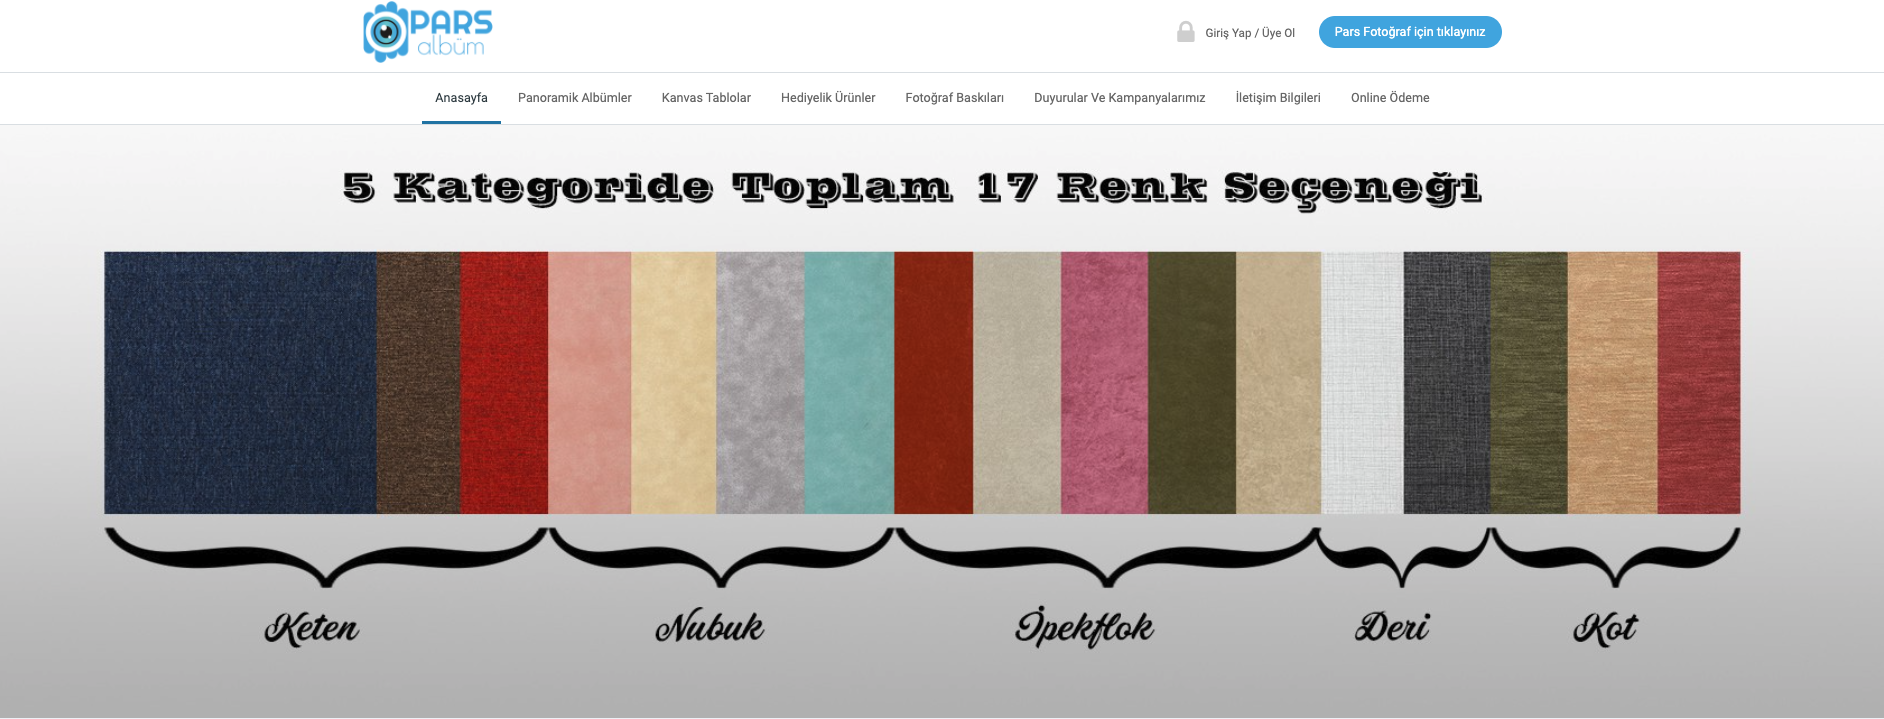 PARS
albüm
Giriş Yap / Üye Ol
Pars Fotoğraf için tıklayınız
Anasayfa
Panoramik Albümler
Kanvas Tablolar
Hediyelik Ürünler
Fotoğraf Baskıları
Duyurular Ve Kampanyalarımız
İletişim Bilgileri
Online Ödeme
5 Kategoride Toplam 17 Renk Seçeneği
Keten
Nubuk
İpekflok
Deri
Kot